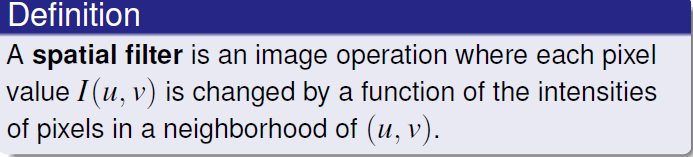 Definition
A spatial filter is an image operation where each pixel
value I(u, v) is changed by a function of the intensities
of pixels in a neighborhood of (u, v).